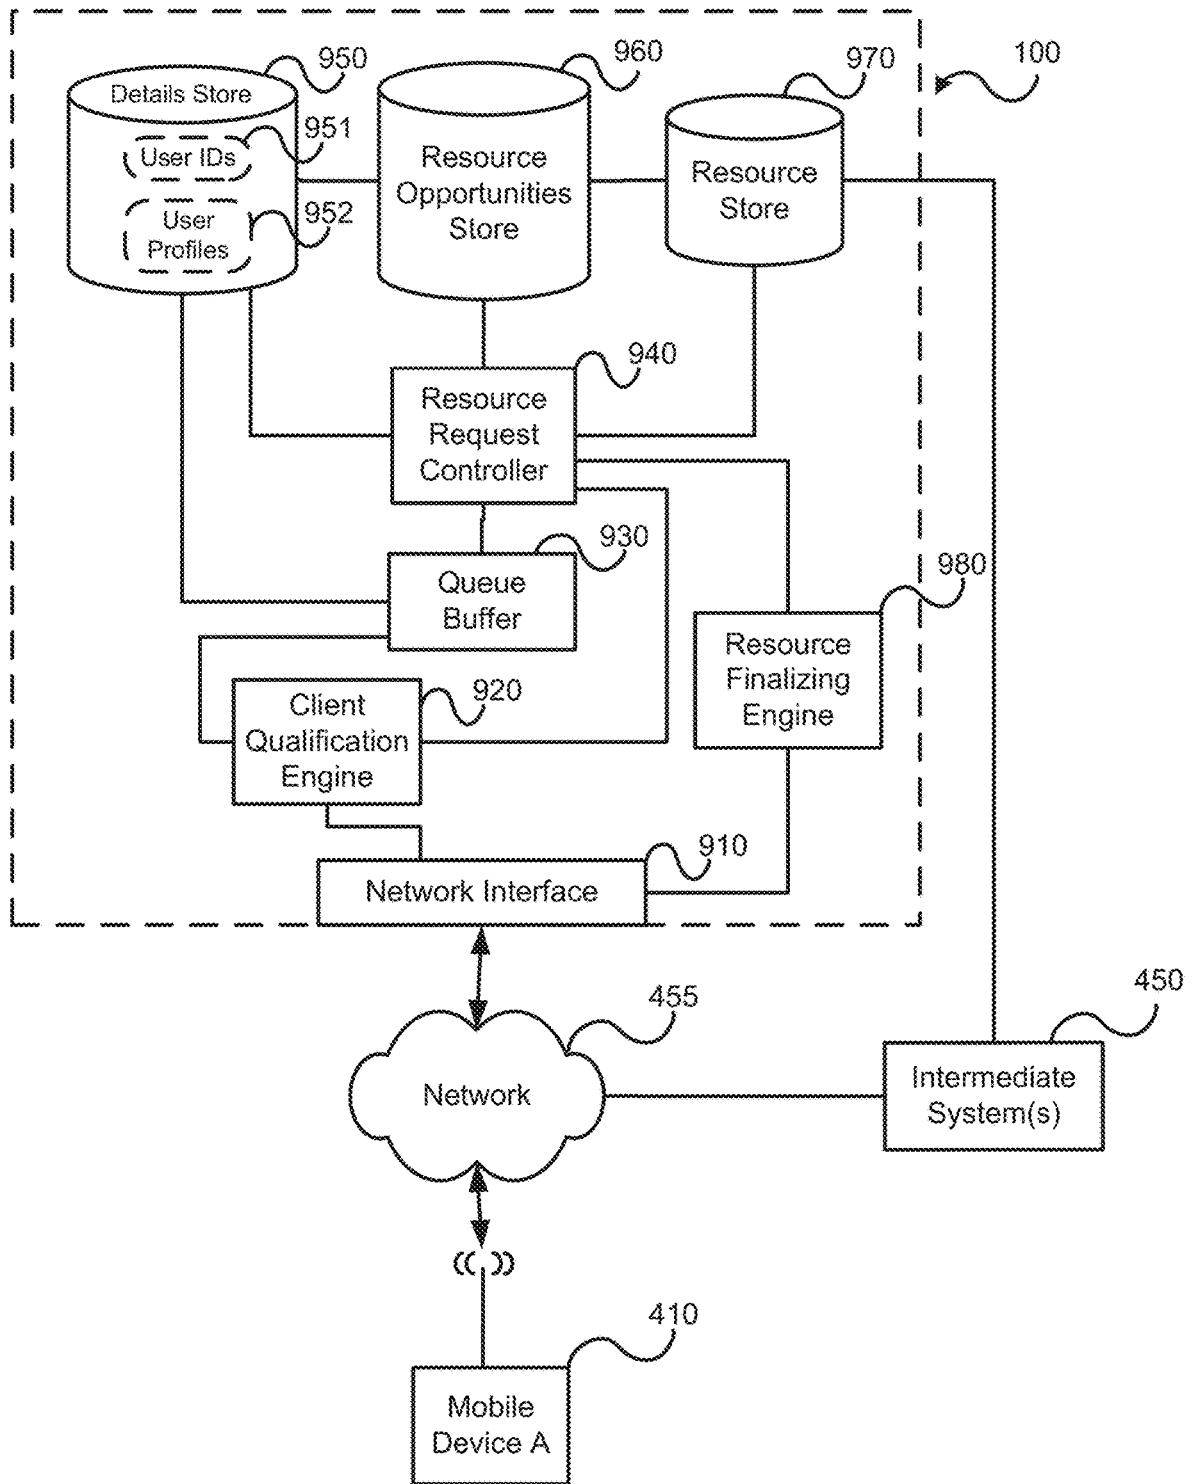 950
960
970
100
Details Store
951
User IDs
952
User
Profiles
Resource
Opportunities
Store
Resource
Store
940
Resource
Request
Controller
930
Queue
Buffer
980
Resource
Finalizing
Engine
920
Client
Qualification
Engine
910
Network Interface
455
Network
450
Intermediate
System(s)
410
Mobile
Device A